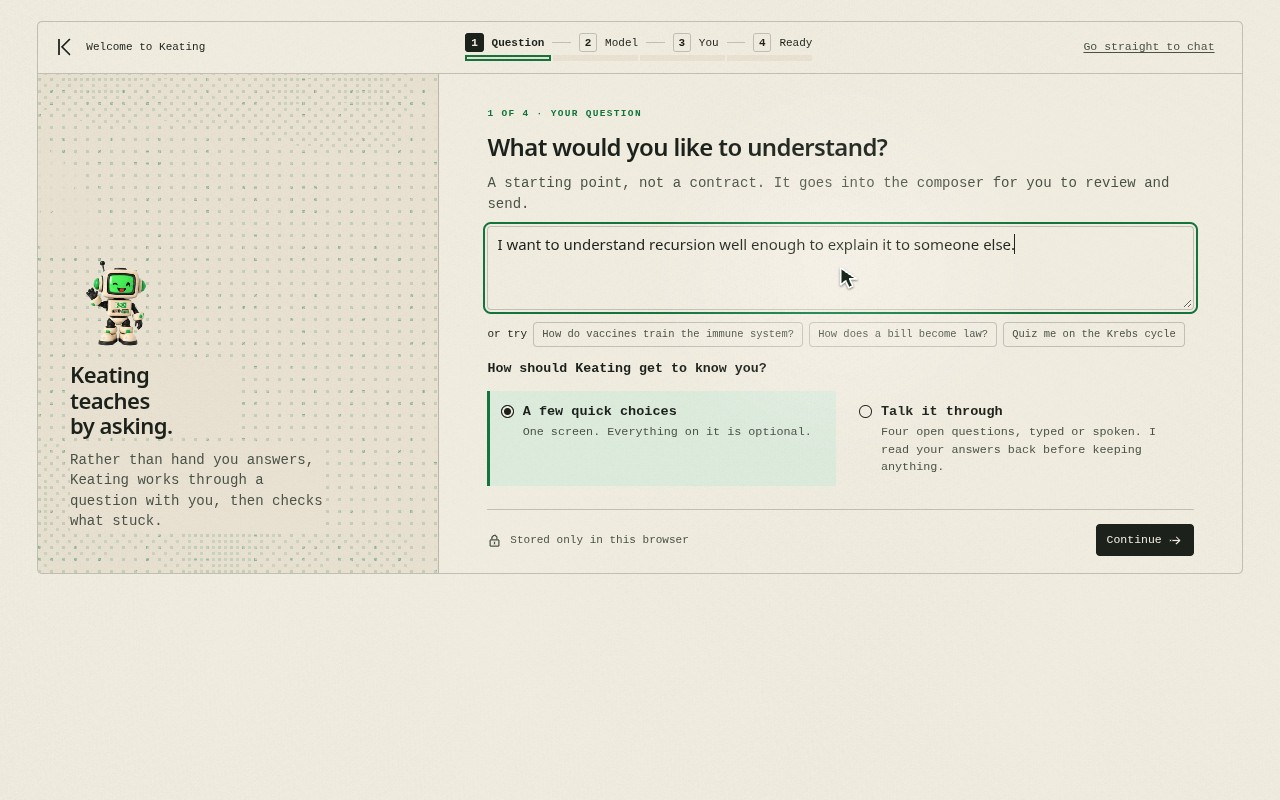 Welcome to Keating
1 Question 2 Model 3 You 4 Ready
Go straight to chat
Keating
teaches
by asking.
Rather than hand you answers,
Keating works through a
question with you, then checks
what stuck.
1 OF 4 · YOUR QUESTION
What would you like to understand?
A starting point, not a contract. It goes into the composer for you to review and
send.
I want to understand recursion well enough to explain it to someone else.
or try How do vaccines train the immune system? How does a bill become law? Quiz me on the Krebs cycle
How should Keating get to know you?
A few quick choices
One screen. Everything on it is optional.
Talk it through
Four open questions, typed or spoken. I
read your answers back before keeping
anything.
Stored only in this browser
Continue →